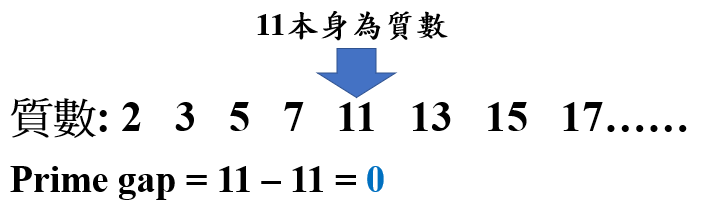 11本身為質數
質數: 2 3 5 7 11 13 15 17……
Prime gap = 11 – 11 = 0